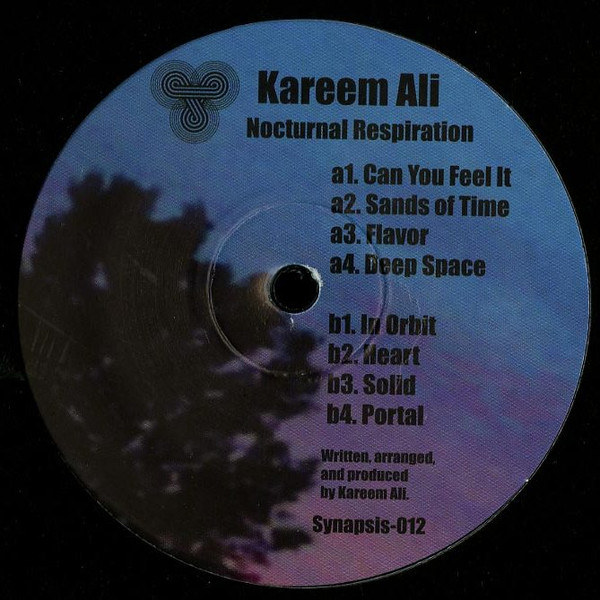 Kareem Ali
Nocturnal Respiration
a1. Can You Feel It
a2. Sands of Time
a3. Flavor
a4. Deep Space
b1. In Orbit
b2. Heart
b3. Solid
b4. Portal
Written, arranged,
and produced
by Kareem Ali.
Synapsis-012